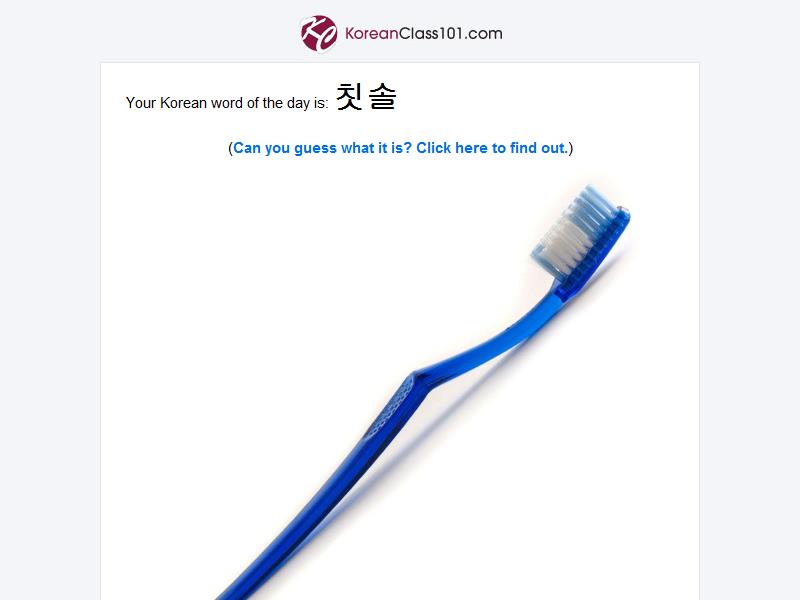 KoreanClass101.com
Your Korean word of the day is: 칫솔
(Can you guess what it is? Click here to find out.)